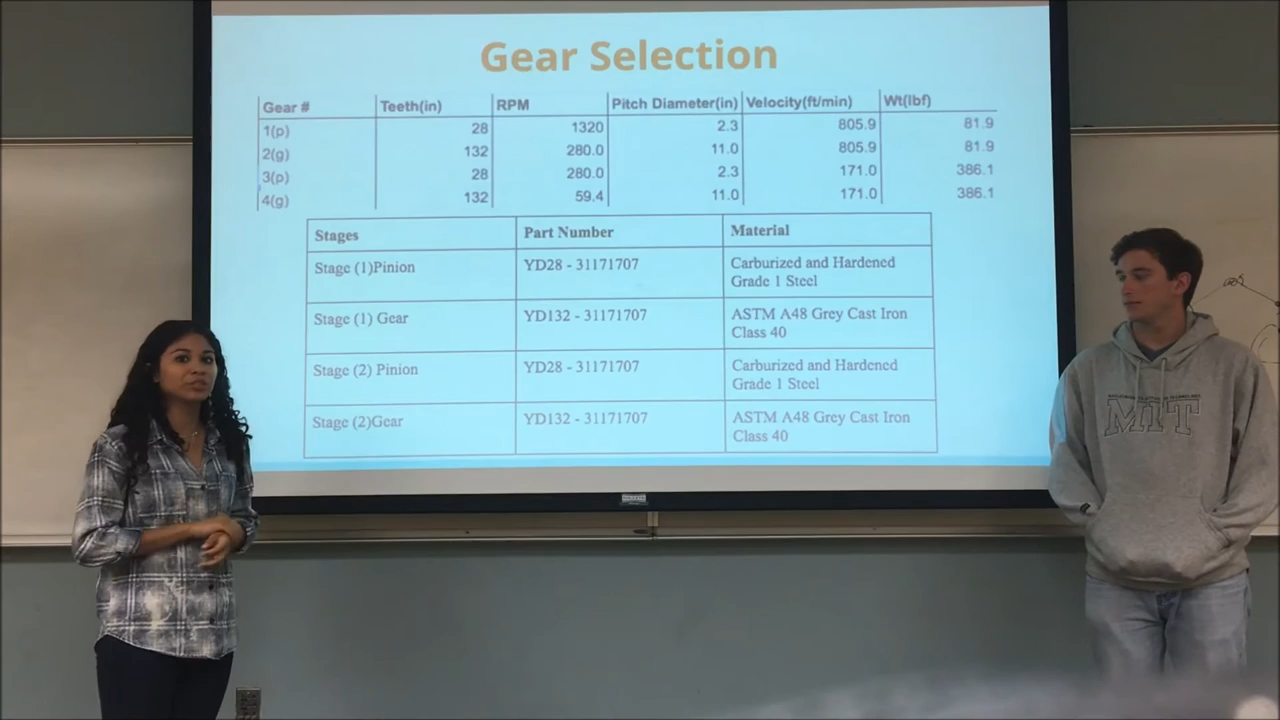 Gear Selection
Gear # Teeth(in) RPM Pitch Diameter(in) Velocity(ft/min) Wt(lbf)
1(p) 28 1320 2.3 805.9 81.9
2(g) 132 280.0 11.0 805.9 81.9
3(p) 28 280.0 2.3 171.0 386.1
4(g) 132 59.4 11.0 171.0 386.1
Stages Part Number Material
Stage (1)Pinion YD28 - 31171707 Carburized and Hardened
Grade 1 Steel
Stage (1) Gear YD132 - 31171707 ASTM A48 Grey Cast Iron
Class 40
Stage (2) Pinion YD28 - 31171707 Carburized and Hardened
Grade 1 Steel
Stage (2)Gear YD132 - 31171707 ASTM A48 Grey Cast Iron
Class 40
MIT